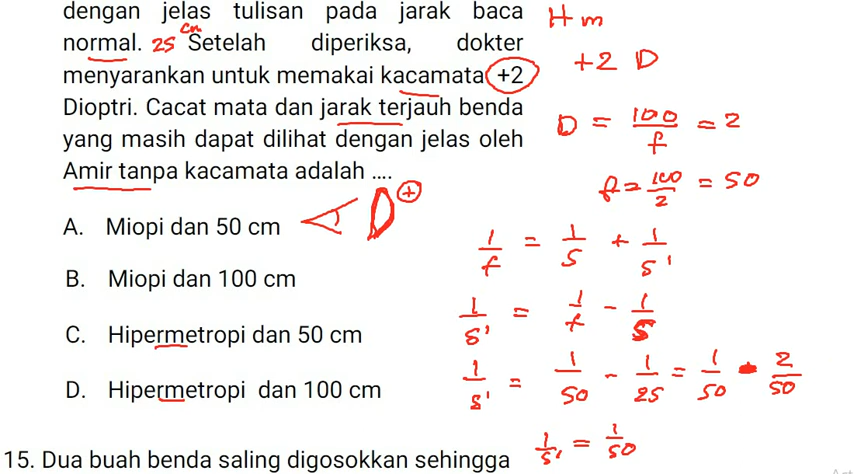 dengan jelas tulisan pada jarak baca
normal. 25 cm Setelah diperiksa, dokter
menyarankan untuk memakai kacamata +2
Dioptri. Cacat mata dan jarak terjauh benda
yang masih dapat dilihat dengan jelas oleh
Amir tanpa kacamata adalah ....
A. Miopi dan 50 cm
B. Miopi dan 100 cm
C. Hipermetropi dan 50 cm
D. Hipermetropi dan 100 cm
15. Dua buah benda saling digosokkan sehingga
H m
+2 D
D = 100/f = 2
f = 100/2 = 50
+
1/f = 1/s + 1/s'
1/s' = 1/f - 1/s
1/s' = 1/50 - 1/25 = 1/50 - 2/50
1/s' = 1/50